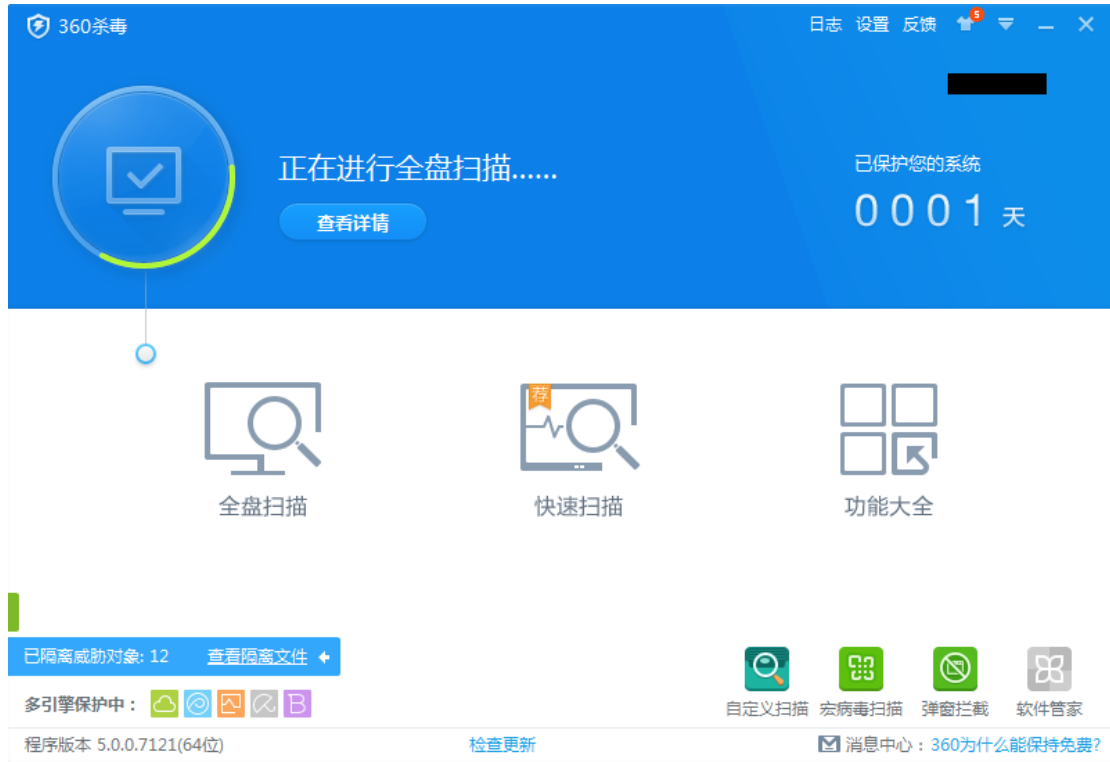 360杀毒
日志 设置 反馈 5
正在进行全盘扫描......
查看详情
已保护您的系统
0001 天
荐
全盘扫描
快速扫描
功能大全
已隔离威胁对象: 12 查看隔离文件
多引擎保护中：
自定义扫描 宏病毒扫描 弹窗拦截 软件管家
程序版本 5.0.0.7121(64位) 检查更新 消息中心：360为什么能保持免费?